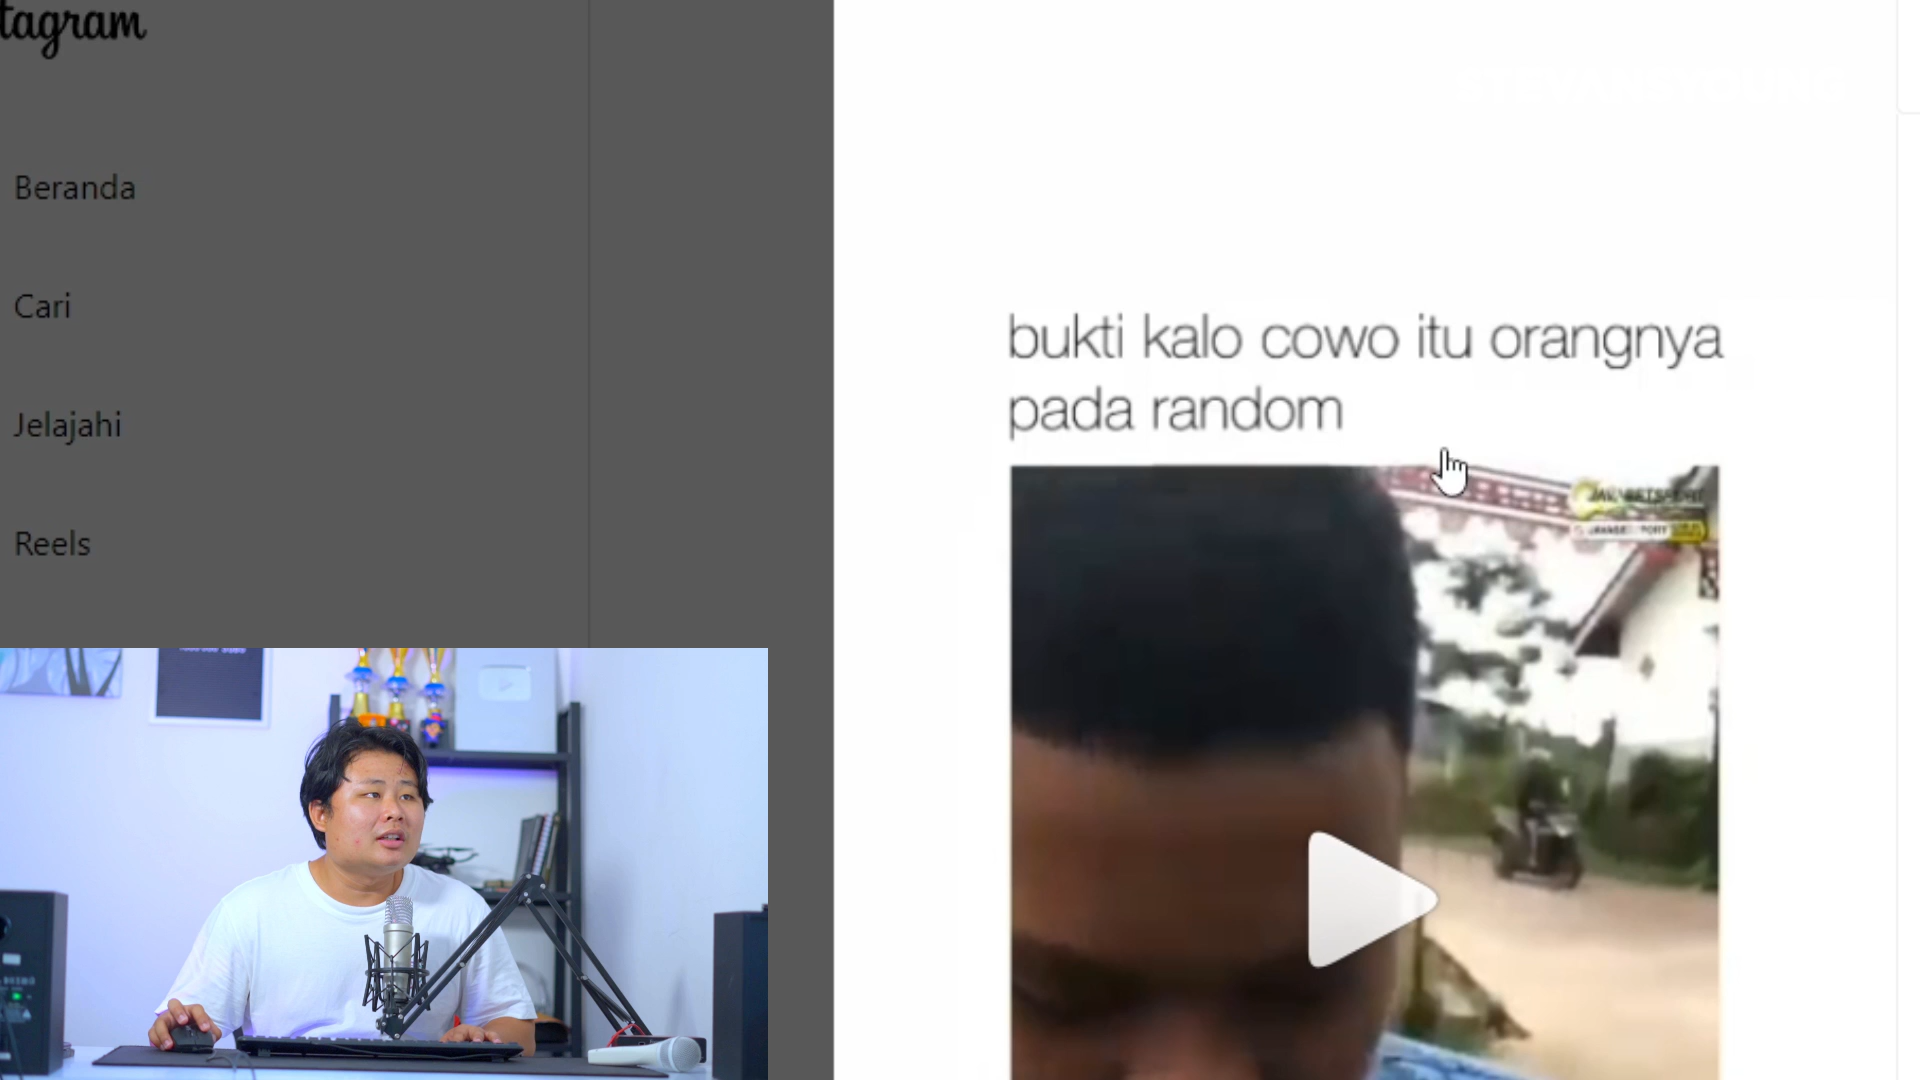 tagram
Beranda
Cari
Jelajahi
Reels
bukti kalo cowo itu orangnya
pada random